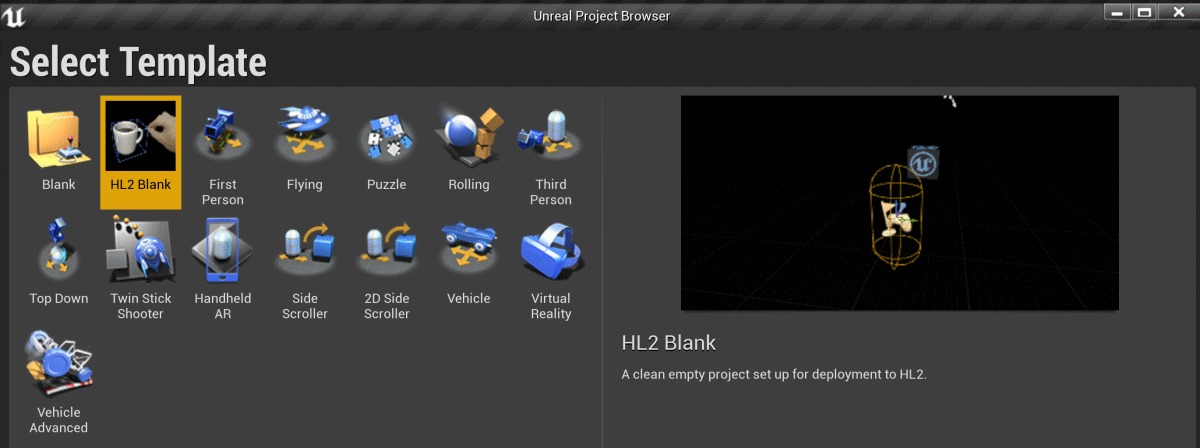 Unreal Project Browser
Select Template
Blank
HL2 Blank
First
Person
Flying
Puzzle
Rolling
Third
Person
Top Down
Twin Stick
Shooter
Handheld
AR
Side
Scroller
2D Side
Scroller
Vehicle
Virtual
Reality
Vehicle
Advanced
HL2 Blank
A clean empty project set up for deployment to HL2.